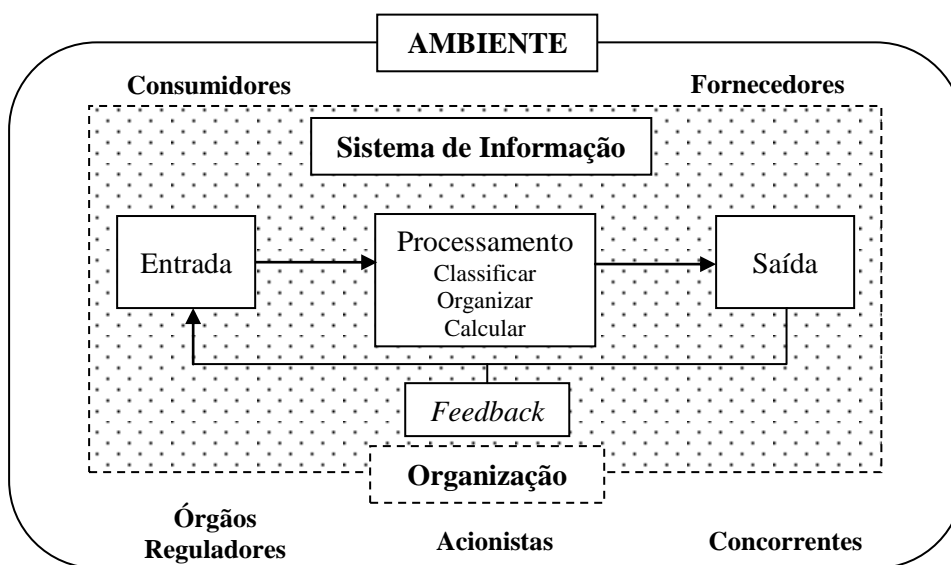 AMBIENTE
Consumidores
Fornecedores
Sistema de Informação
Entrada
Processamento
Classificar
Organizar
Calcular
Saída
Feedback
Organização
Órgãos
Reguladores
Acionistas
Concorrentes